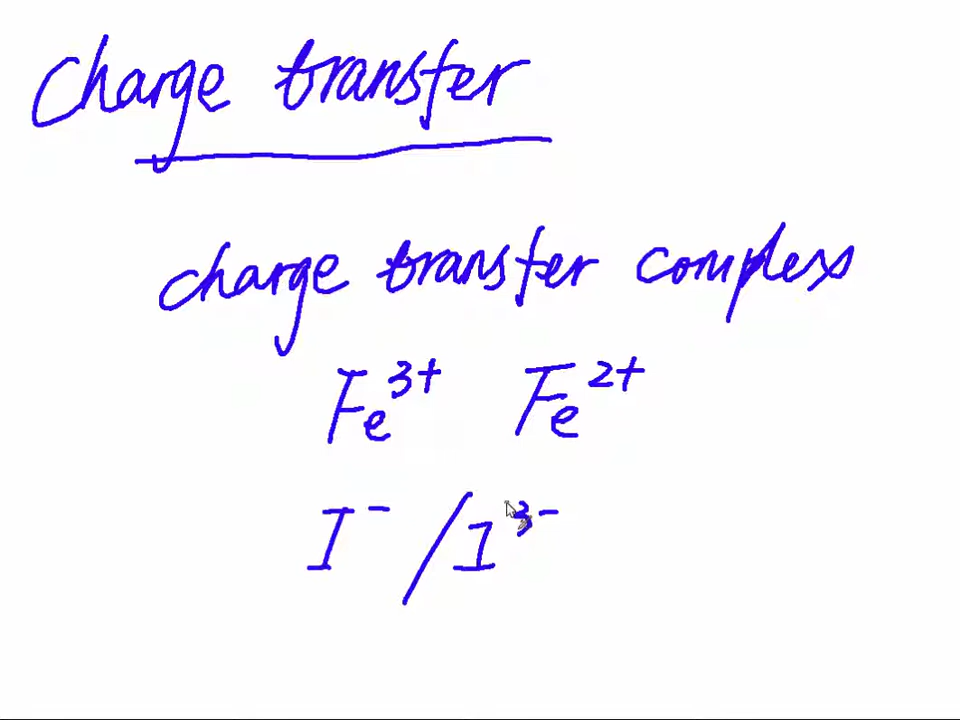 Charge transfer
charge transfer complex
Fe³⁺ Fe²⁺
I⁻ / I³⁻